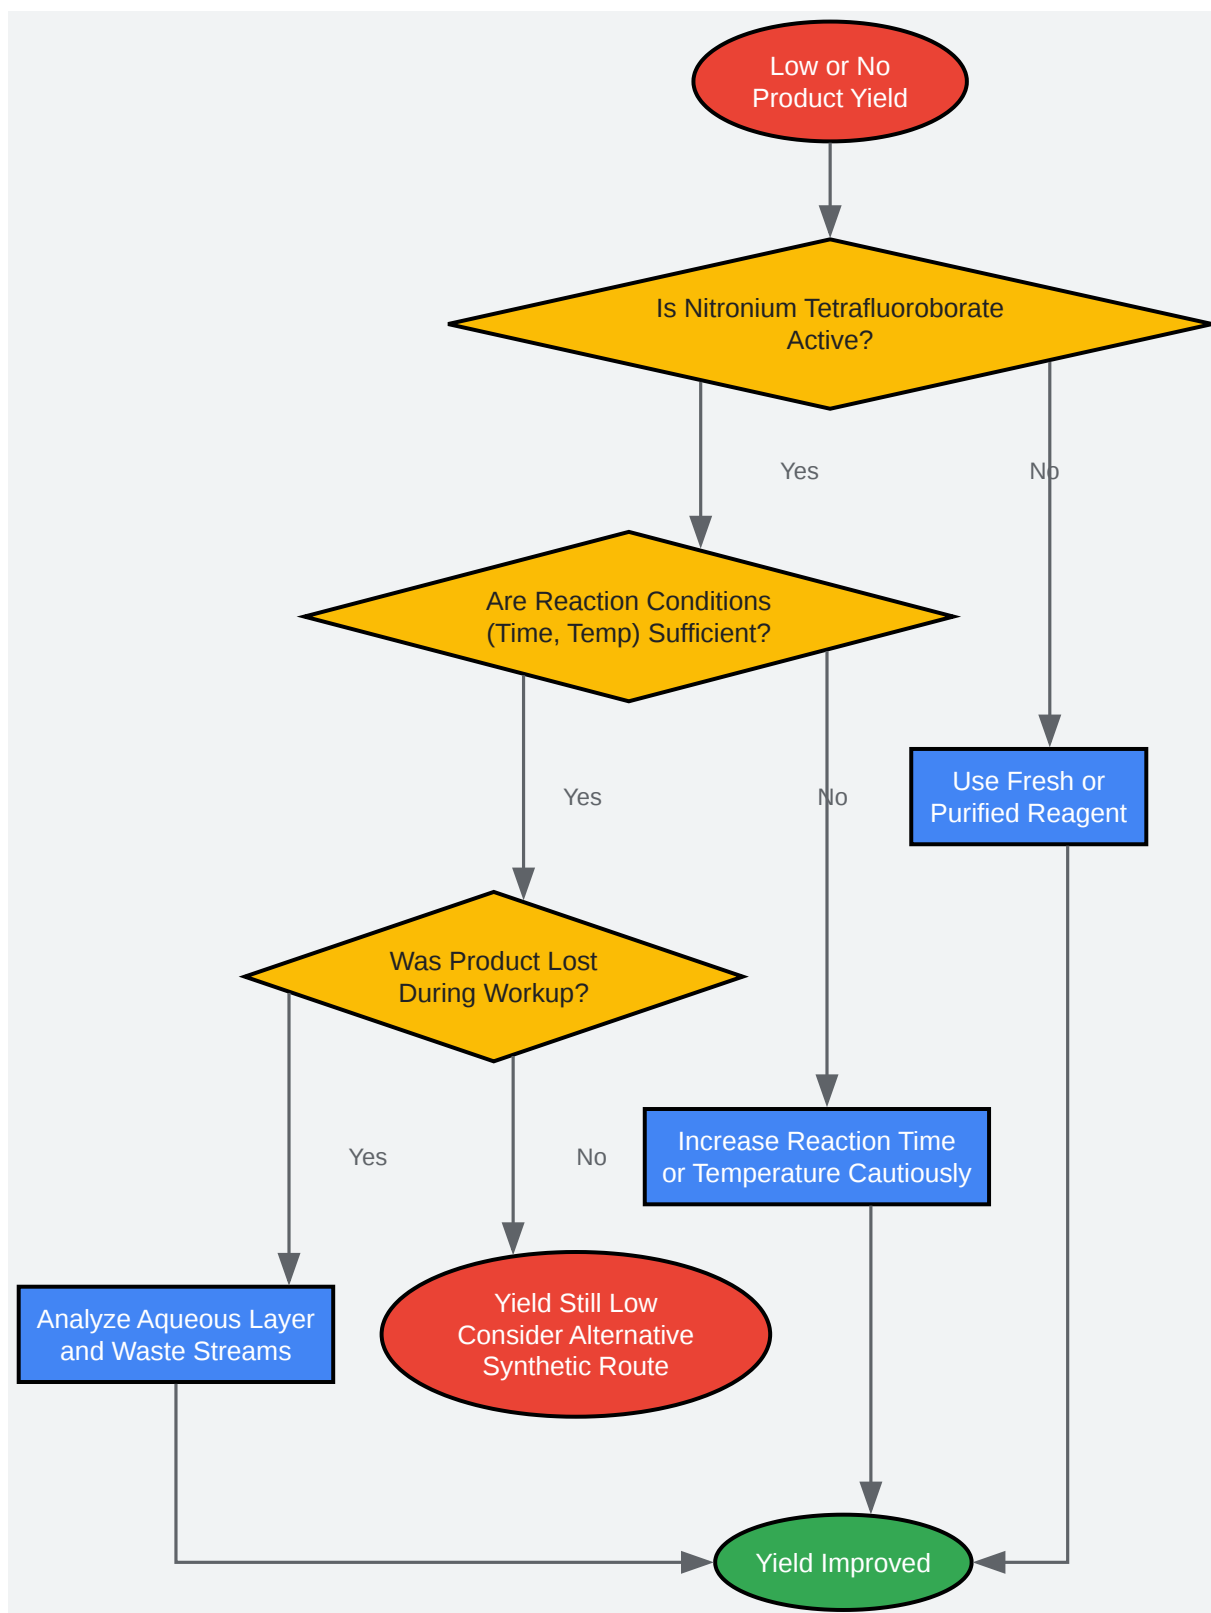 Low or No
Product Yield
Is Nitronium Tetrafluoroborate
Active?
Yes
No
Are Reaction Conditions
(Time, Temp) Sufficient?
Use Fresh or
Purified Reagent
Yes
No
Was Product Lost
During Workup?
Yes
No
Increase Reaction Time
or Temperature Cautiously
Analyze Aqueous Layer
and Waste Streams
Yield Still Low
Consider Alternative
Synthetic Route
Yield Improved